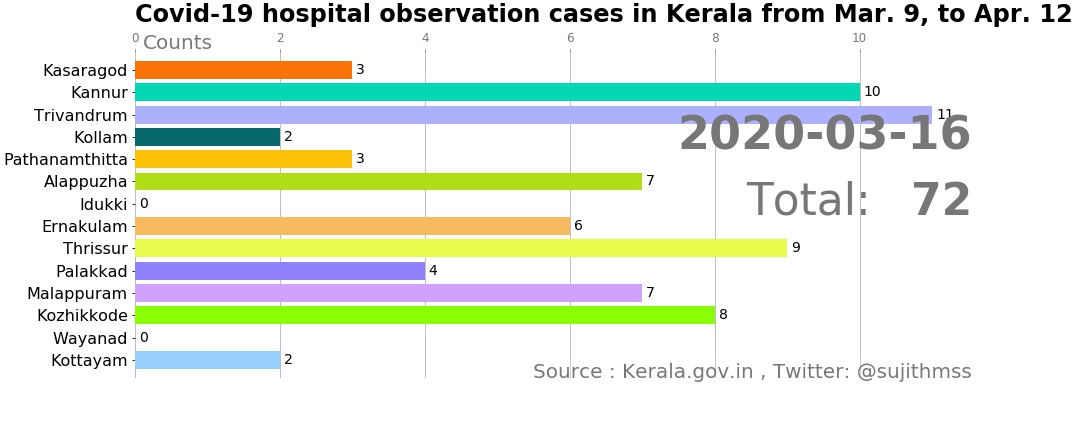 Covid-19 hospital observation cases in Kerala from Mar. 9, to Apr. 12
0 2 4 6 8 10
Counts
Kasaragod 3
Kannur 10
Trivandrum 11
2020-03-16
Kollam 2
Pathanamthitta 3
Alappuzha 7
Total: 72
Idukki 0
Ernakulam 6
Thrissur 9
Palakkad 4
Malappuram 7
Kozhikkode 8
Wayanad 0
Kottayam 2
Source : Kerala.gov.in , Twitter: @sujithmss